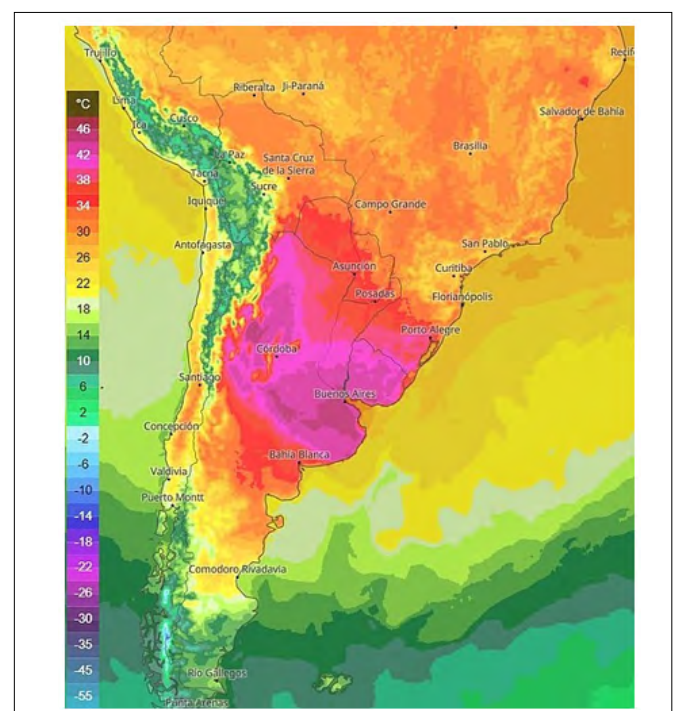 Trujillo
Recife
Riberalta
Ji-Paraná
°C
Lima
Salvador de Bahía
46
Ica
Cusco
Brasília
42
La Paz
Santa Cruz
de la Sierra
38
Tacna
Sucre
34
Iquique
Campo Grande
30
San Pablo
26
Antofagasta
Asunción
Curitiba
22
Posadas
Florianópolis
18
Porto Alegre
14
Córdoba
10
Santiago
6
Buenos Aires
2
Concepción
-2
Bahía Blanca
-6
Valdivia
-10
Puerto Montt
-14
-18
-22
Comodoro Rivadavia
-26
-30
-35
-45
Río Gallegos
-55
Punta Arenas